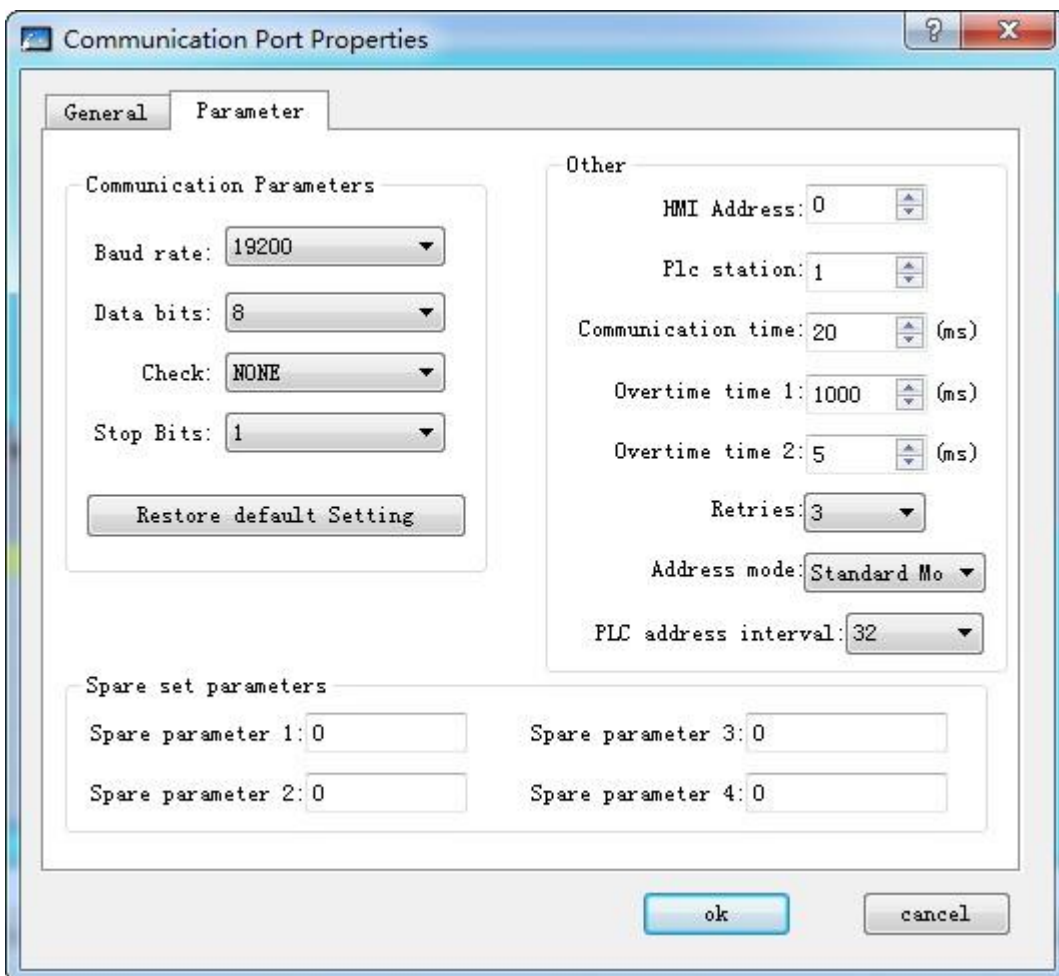 Communication Port Properties
General
Parameter
Communication Parameters
Baud rate: 19200
Data bits: 8
Check: NONE
Stop Bits: 1
Restore default Setting
Other
HMI Address: 0
Plc station: 1
Communication time: 20 (ms)
Overtime time 1: 1000 (ms)
Overtime time 2: 5 (ms)
Retries: 3
Address mode: Standard Mo
PLC address interval: 32
Spare set parameters
Spare parameter 1: 0
Spare parameter 3: 0
Spare parameter 2: 0
Spare parameter 4: 0
ok
cancel